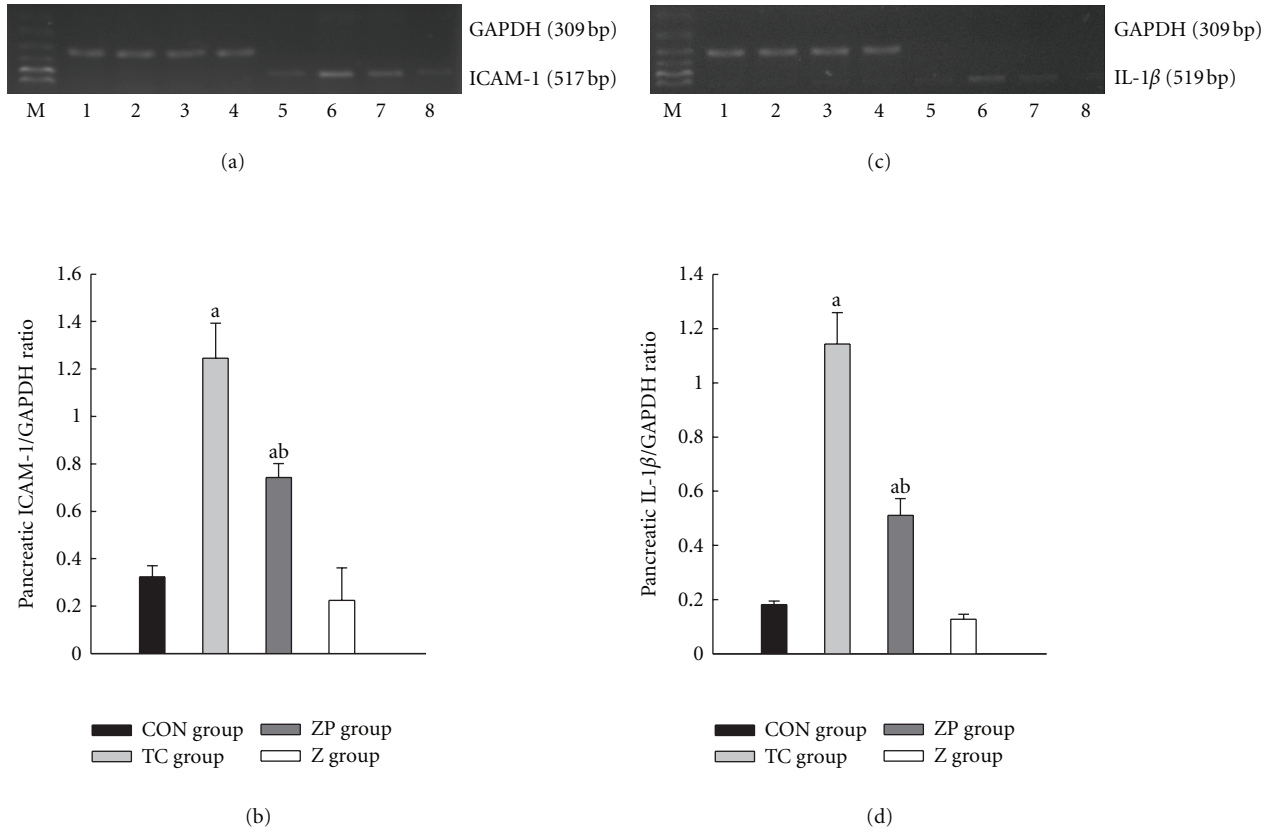 GAPDH (309 bp)
ICAM-1 (517 bp)
M 1 2 3 4 5 6 7 8
(a)
GAPDH (309 bp)
IL-1β (519 bp)
M 1 2 3 4 5 6 7 8
(c)
Pancreatic ICAM-1/GAPDH ratio
1.6
1.4
1.2
1
0.8
0.6
0.4
0.2
0
a
ab
CON group
ZP group
TC group
Z group
(b)
Pancreatic IL-1β/GAPDH ratio
1.4
1.2
1
0.8
0.6
0.4
0.2
0
a
ab
CON group
ZP group
TC group
Z group
(d)